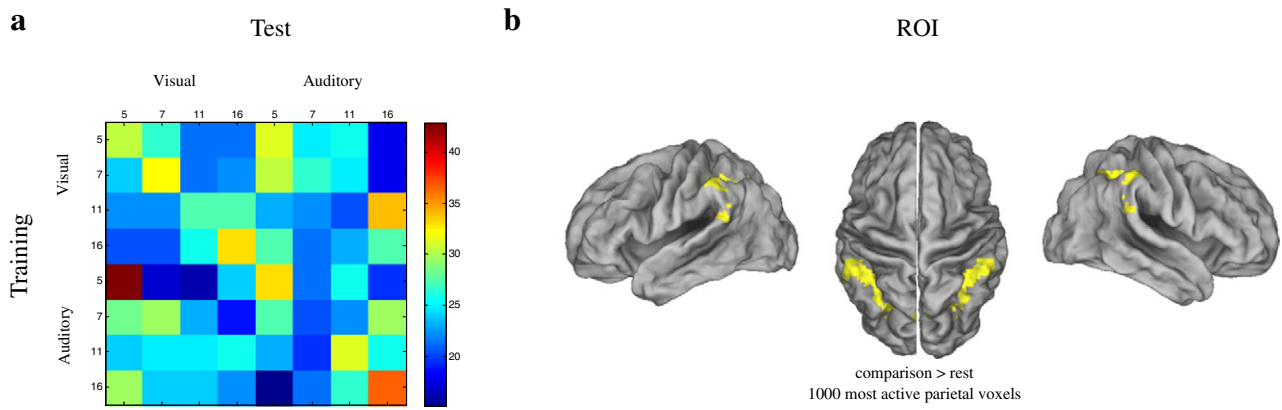 a
Test
b
ROI
Visual
Auditory
5 7 11 16 5 7 11 16
Training
Visual
Auditory
5
7
11
16
5
7
11
16
40
35
30
25
20
comparison > rest
1000 most active parietal voxels